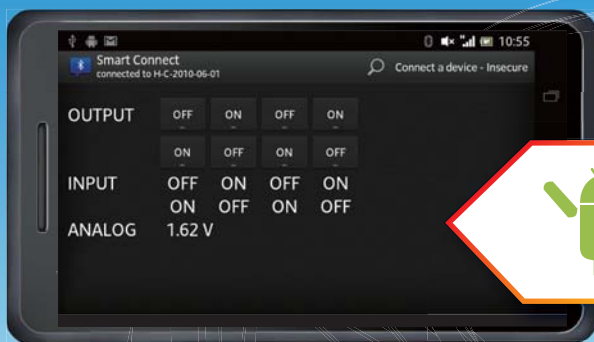 10:55
Smart Connect
connected to H-C-2010-06-01
Connect a device - Insecure
OUTPUT OFF ON OFF ON
ON OFF ON OFF
INPUT OFF ON OFF ON
ON OFF ON OFF
ANALOG 1.62 V